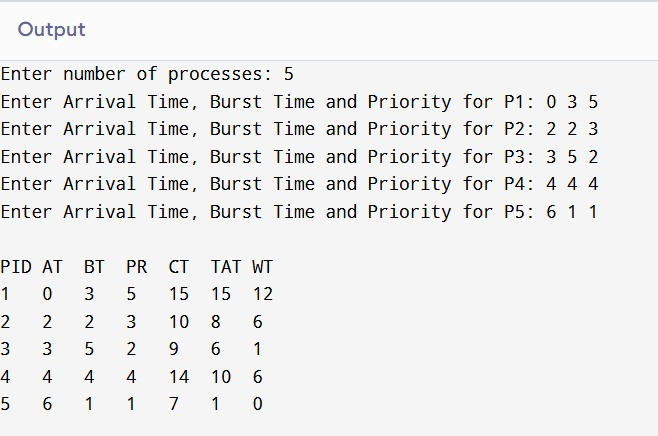 Output
Enter number of processes: 5
Enter Arrival Time, Burst Time and Priority for P1: 0 3 5
Enter Arrival Time, Burst Time and Priority for P2: 2 2 3
Enter Arrival Time, Burst Time and Priority for P3: 3 5 2
Enter Arrival Time, Burst Time and Priority for P4: 4 4 4
Enter Arrival Time, Burst Time and Priority for P5: 6 1 1
PID AT BT PR CT TAT WT
1 0 3 5 15 15 12
2 2 2 3 10 8 6
3 3 5 2 9 6 1
4 4 4 4 14 10 6
5 6 1 1 7 1 0